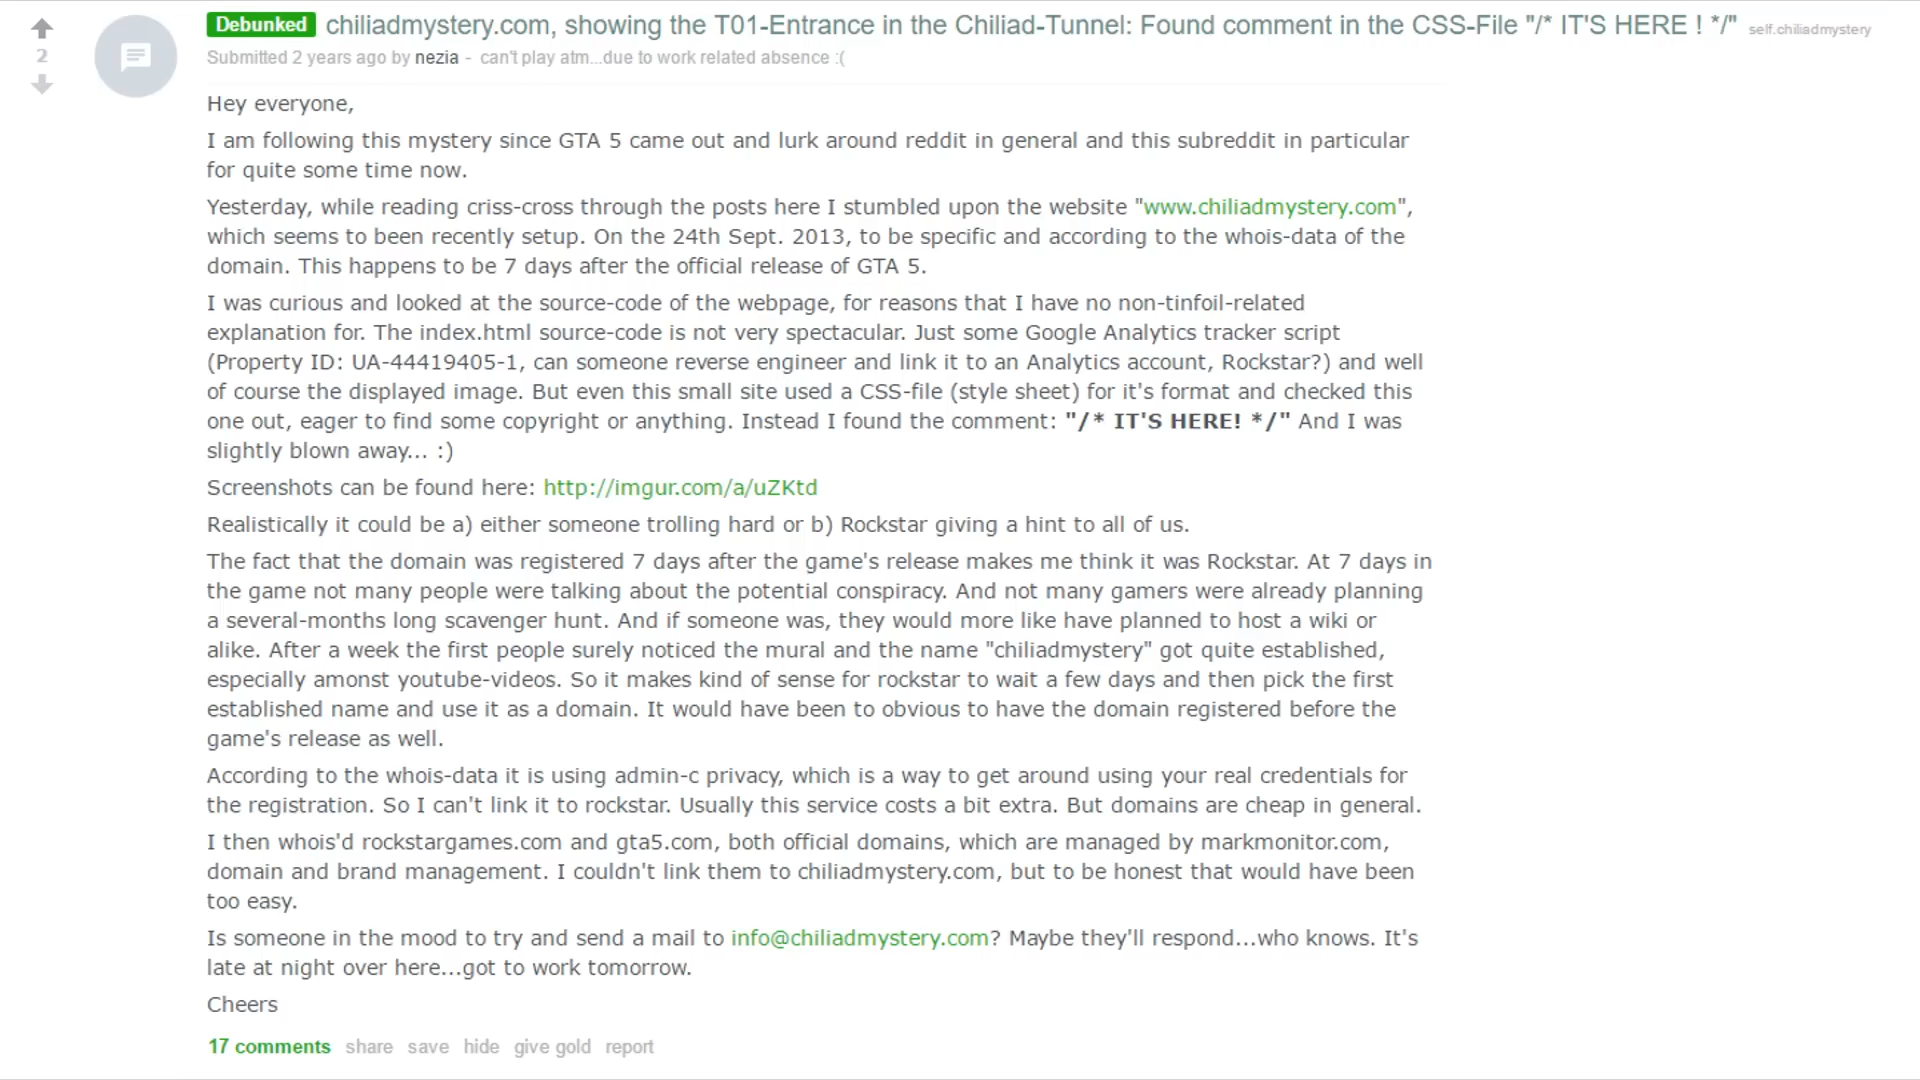 Debunked chiliadmystery.com, showing the T01-Entrance in the Chiliad-Tunnel: Found comment in the CSS-File "/* IT'S HERE ! */" self.chiliadmystery
2
Submitted 2 years ago by nezia - can't play atm...due to work related absence :(
Hey everyone,
I am following this mystery since GTA 5 came out and lurk around reddit in general and this subreddit in particular
for quite some time now.
Yesterday, while reading criss-cross through the posts here I stumbled upon the website "www.chiliadmystery.com",
which seems to been recently setup. On the 24th Sept. 2013, to be specific and according to the whois-data of the
domain. This happens to be 7 days after the official release of GTA 5.
I was curious and looked at the source-code of the webpage, for reasons that I have no non-tinfoil-related
explanation for. The index.html source-code is not very spectacular. Just some Google Analytics tracker script
(Property ID: UA-44419405-1, can someone reverse engineer and link it to an Analytics account, Rockstar?) and well
of course the displayed image. But even this small site used a CSS-file (style sheet) for it's format and checked this
one out, eager to find some copyright or anything. Instead I found the comment: "/* IT'S HERE! */" And I was
slightly blown away... :)
Screenshots can be found here: http://imgur.com/a/uZKtd
Realistically it could be a) either someone trolling hard or b) Rockstar giving a hint to all of us.
The fact that the domain was registered 7 days after the game's release makes me think it was Rockstar. At 7 days in
the game not many people were talking about the potential conspiracy. And not many gamers were already planning
a several-months long scavenger hunt. And if someone was, they would more like have planned to host a wiki or
alike. After a week the first people surely noticed the mural and the name "chiliadmystery" got quite established,
especially amonst youtube-videos. So it makes kind of sense for rockstar to wait a few days and then pick the first
established name and use it as a domain. It would have been to obvious to have the domain registered before the
game's release as well.
According to the whois-data it is using admin-c privacy, which is a way to get around using your real credentials for
the registration. So I can't link it to rockstar. Usually this service costs a bit extra. But domains are cheap in general.
I then whois'd rockstargames.com and gta5.com, both official domains, which are managed by markmonitor.com,
domain and brand management. I couldn't link them to chiliadmystery.com, but to be honest that would have been
too easy.
Is someone in the mood to try and send a mail to info@chiliadmystery.com? Maybe they'll respond...who knows. It's
late at night over here...got to work tomorrow.
Cheers
17 comments share save hide give gold report